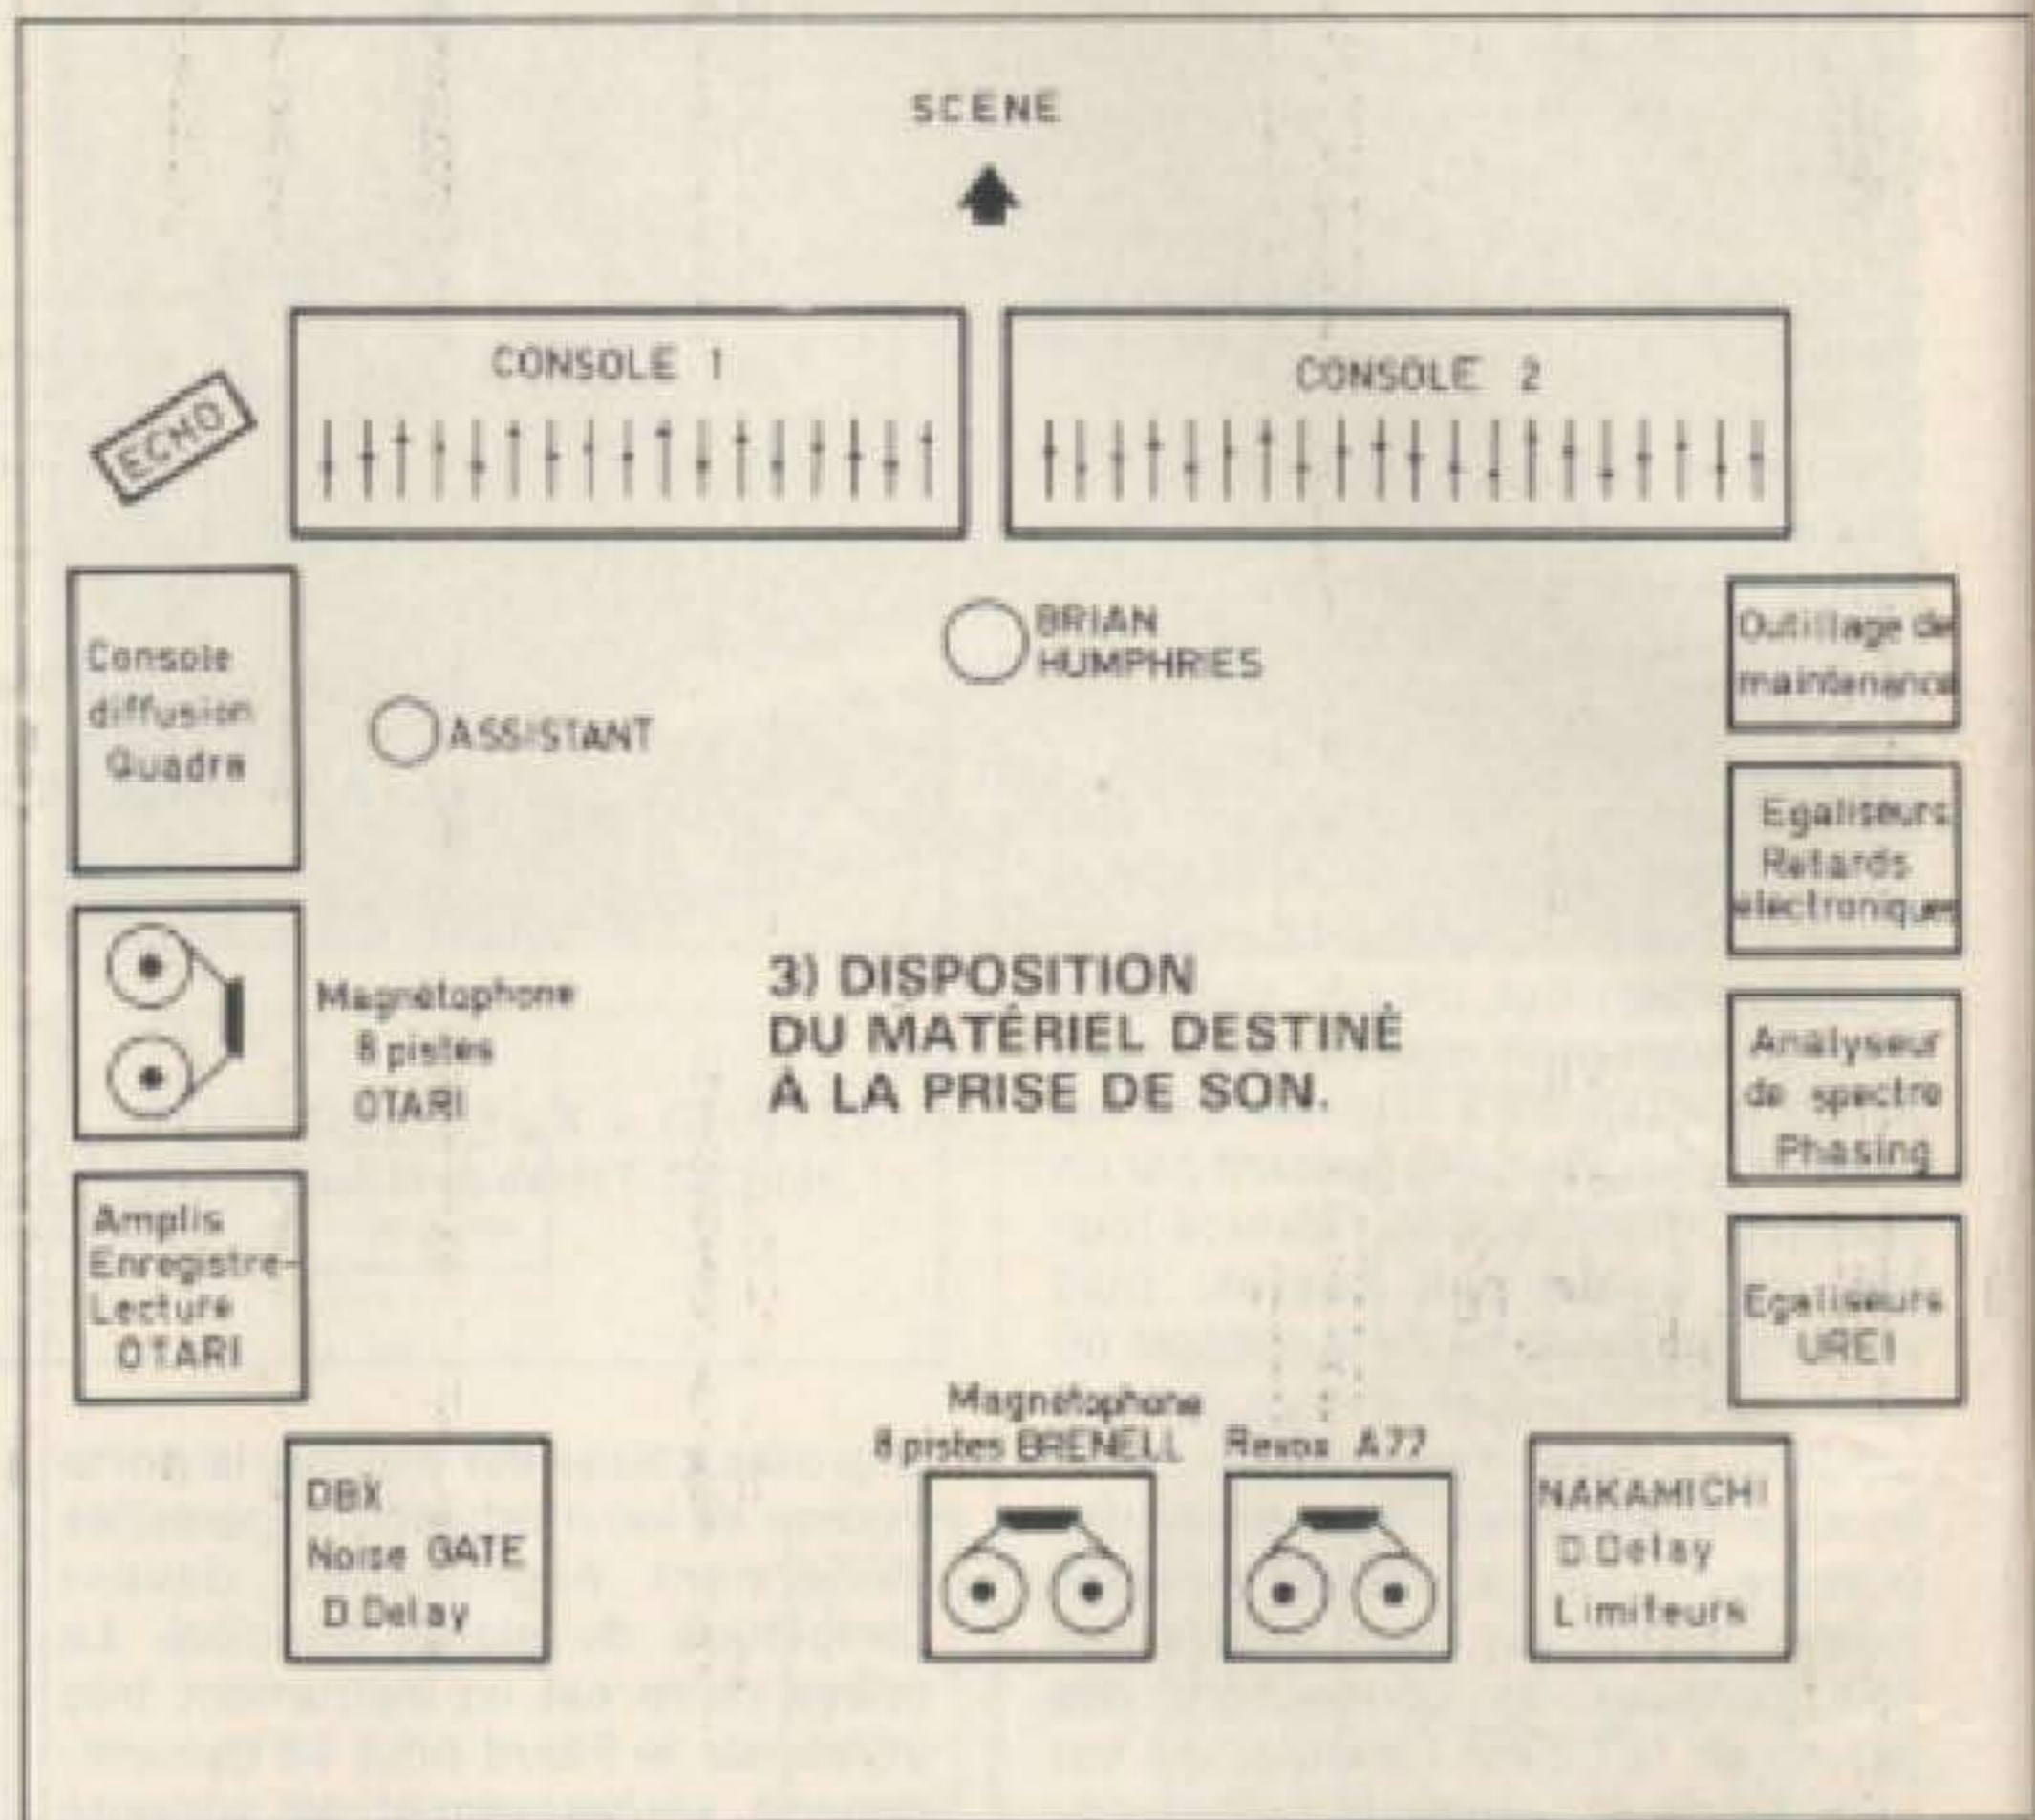 SCENE
CONSOLE 1
CONSOLE 2
ECHO
BRIAN
HUMPHRIES
ASSISTANT
Console
diffusion
Quadra
Outillage de
maintenance
Egaliseurs
Retards
electroniques
Magnétophone
8 pistes
OTARI
3) DISPOSITION
DU MATÉRIEL DESTINÉ
À LA PRISE DE SON.
Analyseur
de spectre
Phasing
Amplis
Enregistre-
Lecture
OTARI
Egaliseurs
UREI
Magnétophone
8 pistes BRENELL
Revox A77
DBX
Noise GATE
D.Delay
NAKAMICHI
D.Delay
Limiteurs